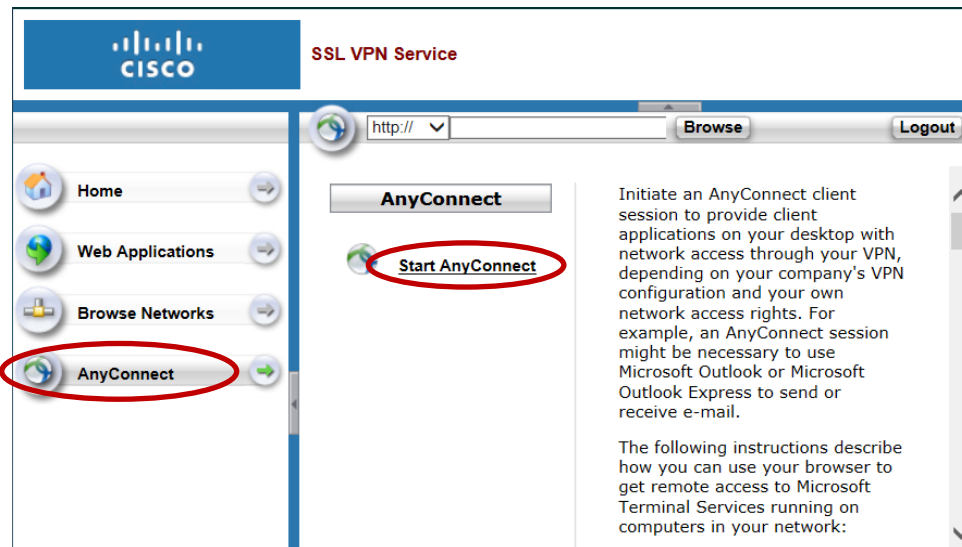 CISCO
SSL VPN Service
http://
Browse
Logout
Home
Web Applications
Browse Networks
AnyConnect
AnyConnect
Start AnyConnect
Initiate an AnyConnect client
session to provide client
applications on your desktop with
network access through your VPN,
depending on your company's VPN
configuration and your own
network access rights. For
example, an AnyConnect session
might be necessary to use
Microsoft Outlook or Microsoft
Outlook Express to send or
receive e-mail.
The following instructions describe
how you can use your browser to
get remote access to Microsoft
Terminal Services running on
computers in your network: